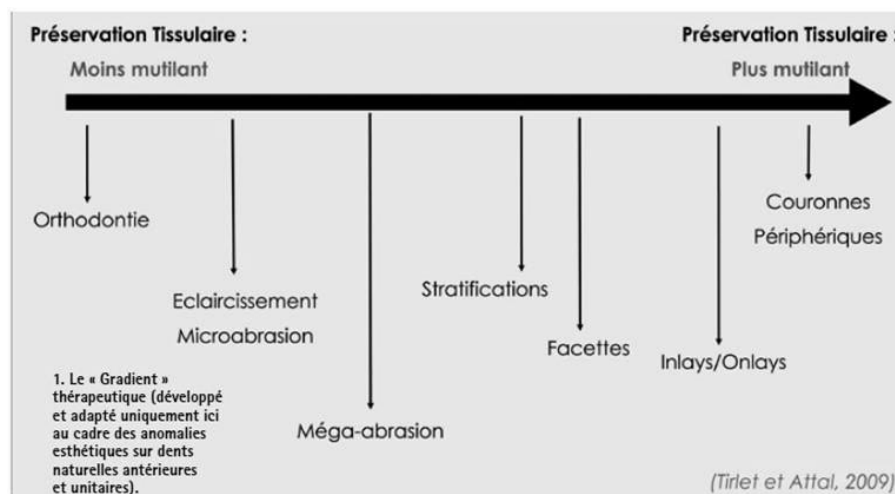 Préservation Tissulaire :
Moins mutilant
Préservation Tissulaire :
Plus mutilant
Orthodontie
Eclaircissement
Microabrasion
Méga-abrasion
Stratifications
Facettes
Inlays/Onlays
Couronnes
Périphériques
1. Le « Gradient »
thérapeutique (développé
et adapté uniquement ici
au cadre des anomalies
esthétiques sur dents
naturelles antérieures
et unitaires).
(Tirlet et Attal, 2009)